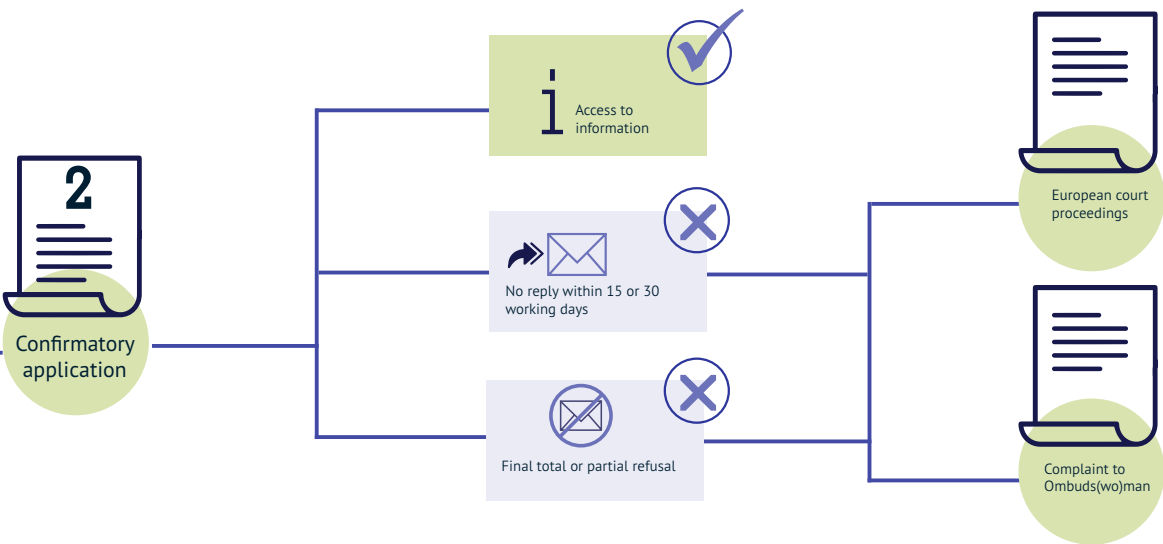 2
Confirmatory
application
i
Access to
information
No reply within 15 or 30
working days
Final total or partial refusal
European court
proceedings
Complaint to
Ombuds(wo)man